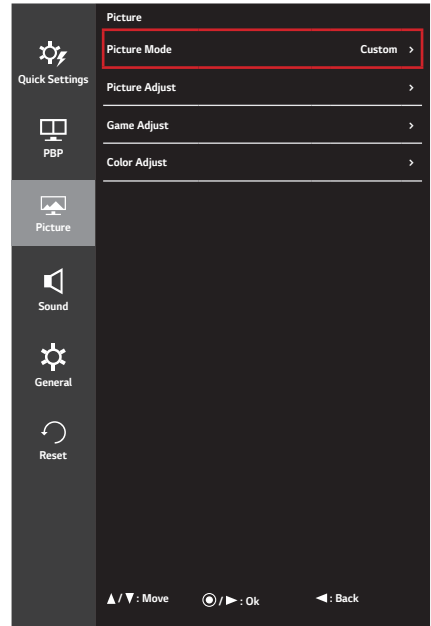 Picture
Quick Settings
PBP
Picture
Sound
General
Reset
Picture Mode Custom >
Picture Adjust >
Game Adjust >
Color Adjust >
▲ / ▼ : Move ◉ / ► : Ok ◄ : Back